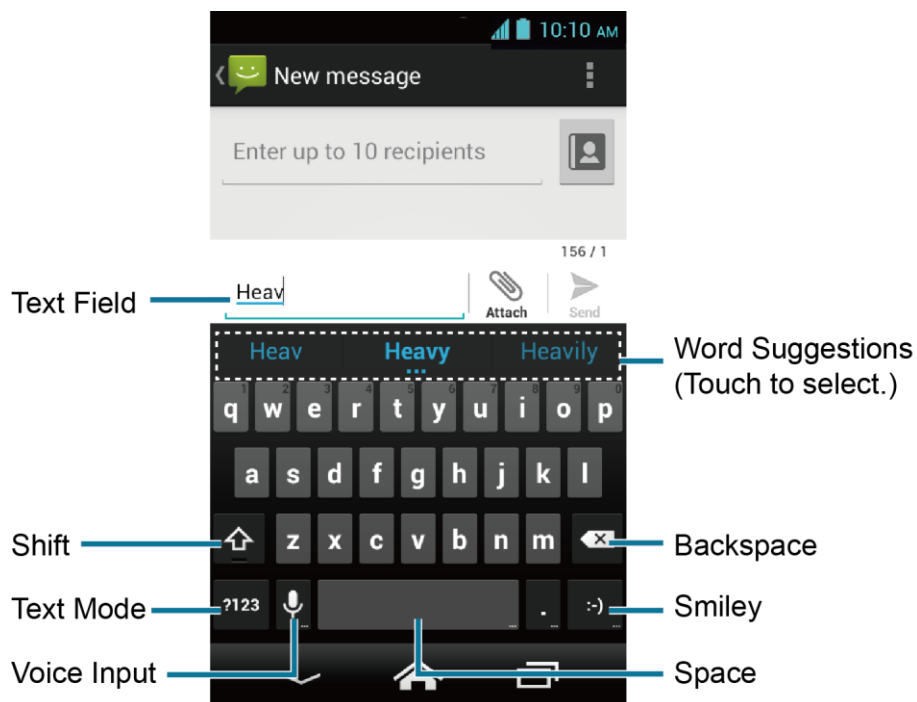 10:10 AM
New message
Enter up to 10 recipients
156 / 1
Text Field
Heav
Attach
Send
Heav Heavy Heavily
Word Suggestions
(Touch to select.)
1 2 3 4 5 6 7 8 9 0
q w e r t y u i o p
a s d f g h j k l
Shift
z x c v b n m
Backspace
Text Mode
?123 . :-)
Smiley
Voice Input
Space